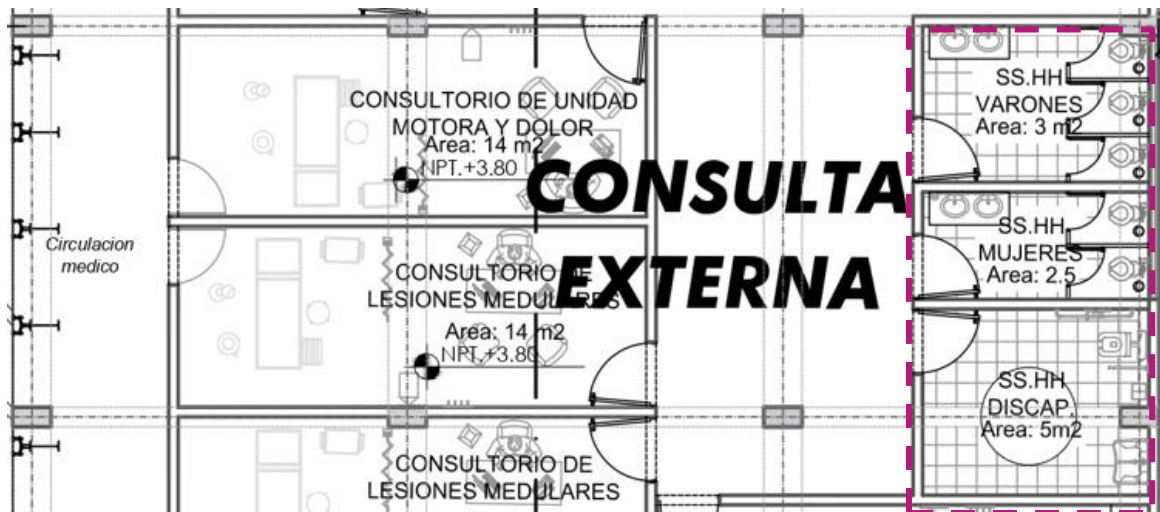 CONSULTORIO DE UNIDAD
MOTORA Y DOLOR
Area: 14 m2
NPT.+3.80
CONSULTA
EXTERNA
Circulacion
medico
CONSULTORIO DE
LESIONES MEDULARES
Area: 14 m2
NPT.+3.80
CONSULTORIO DE
LESIONES MEDULARES
SS.HH
VARONES
Area: 3 m2
SS.HH
MUJERES
Area: 2.5
SS.HH
DISCAP.
Area: 5m2